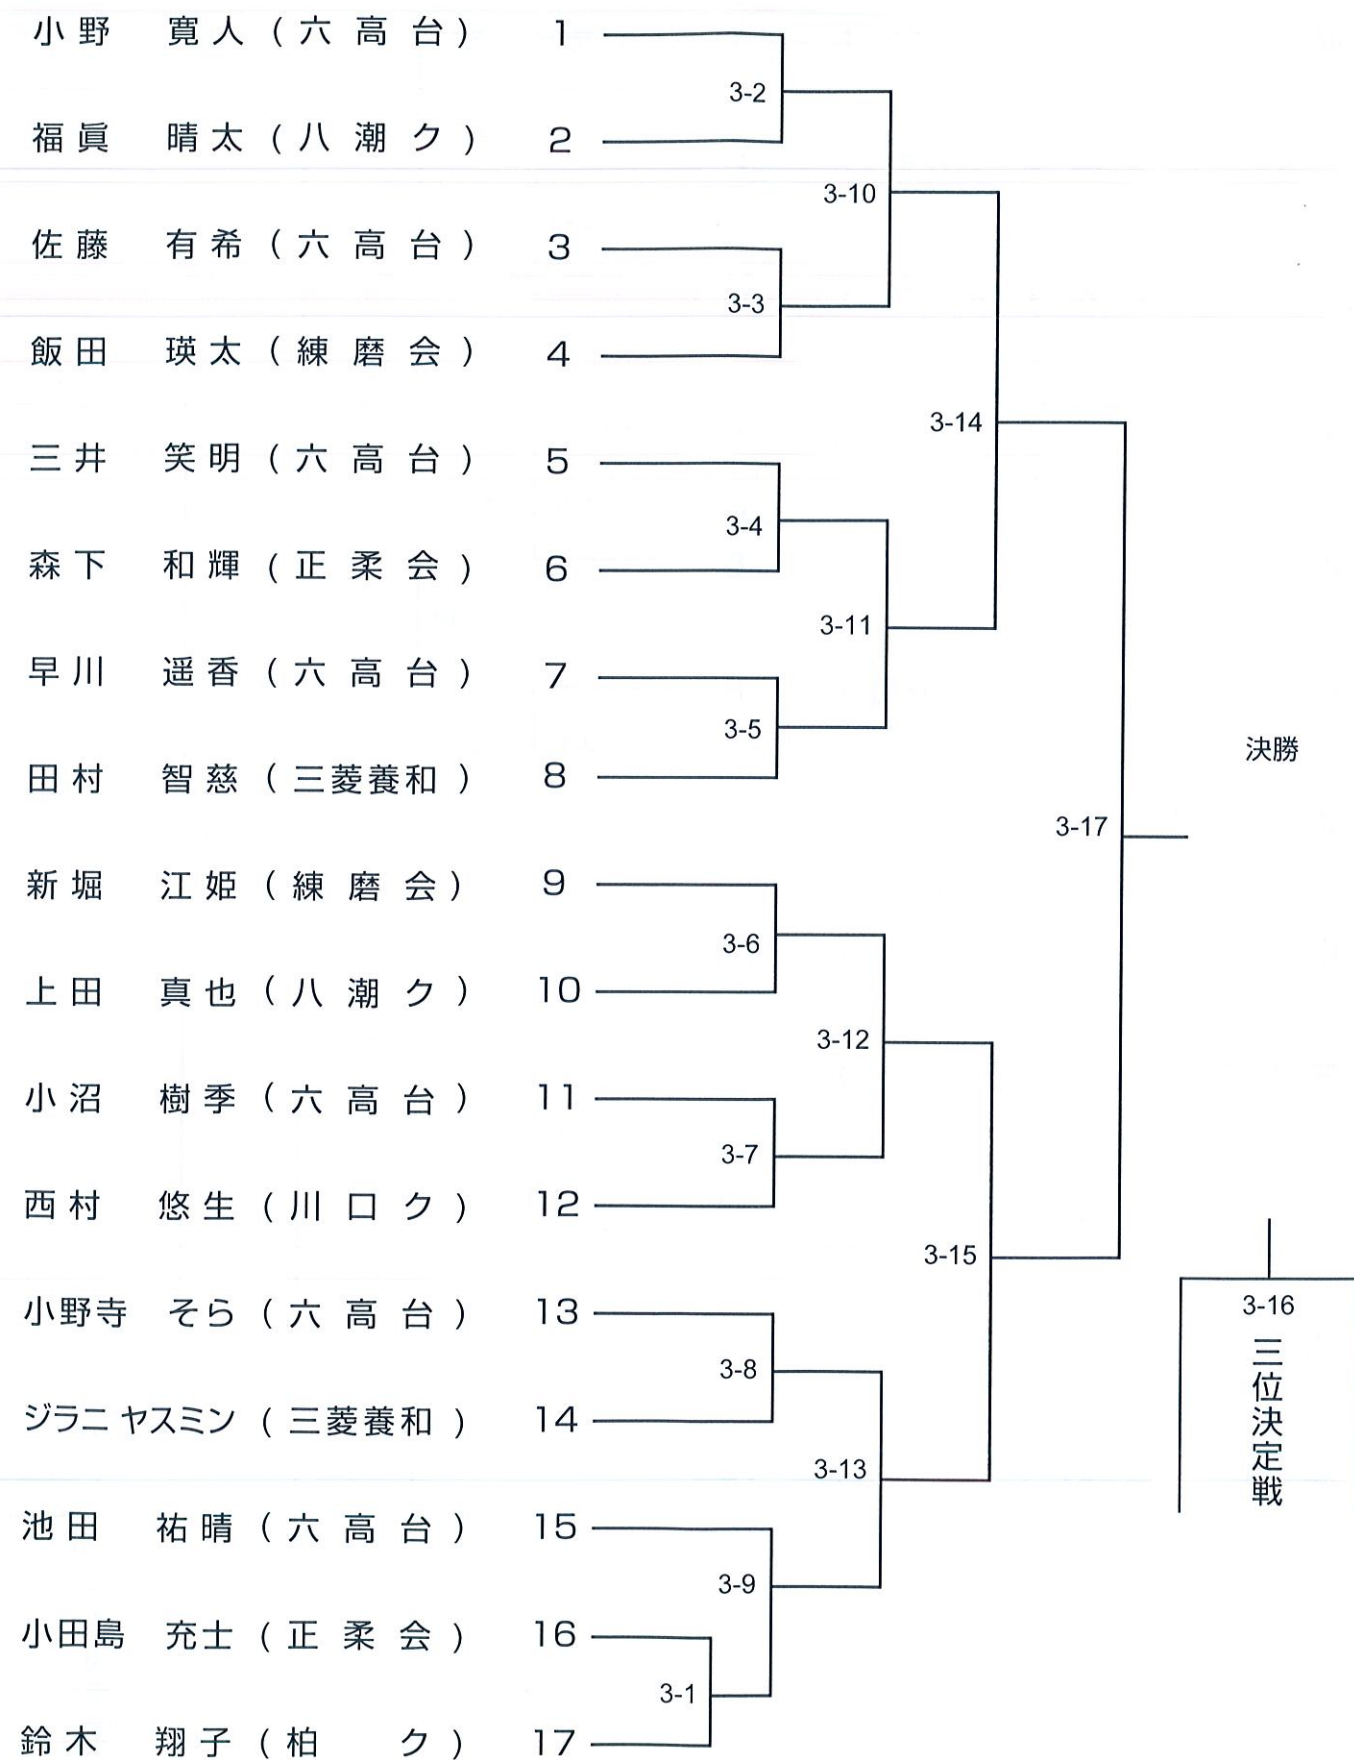 小野 寛人 (六高台) 1
3-2
福眞 晴太 (八潮ク) 2
3-10
佐藤 有希 (六高台) 3
3-3
飯田 瑛太 (練磨会) 4
3-14
三井 笑明 (六高台) 5
3-4
森下 和輝 (正柔会) 6
3-11
早川 遥香 (六高台) 7
3-5
決勝
田村 智慈 (三菱養和) 8
3-17
新堀 江姫 (練磨会) 9
3-6
上田 真也 (八潮ク) 10
3-12
小沼 樹季 (六高台) 11
3-7
西村 悠生 (川口ク) 12
3-15
小野寺 そら (六高台) 13
3-16
三位決定戦
3-8
ジラニ ヤスミン (三菱養和) 14
3-13
池田 祐晴 (六高台) 15
3-9
小田島 充士 (正柔会) 16
3-1
鈴木 翔子 (柏 ク) 17